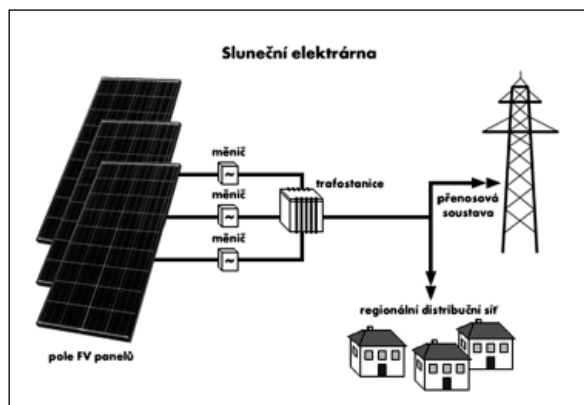 Sluneční elektrárna
měnič
~
trafostanice
měnič
~
měnič
~
přenosová
soustava
regionální distribuční síť
pole FV panelů